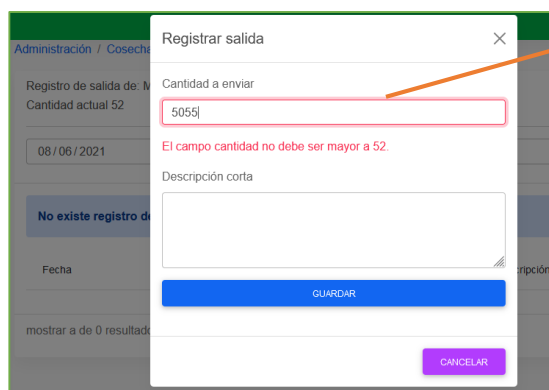 Registrar salida
Administración / Cosecha
Registro de salida de: M
Cantidad a enviar
Cantidad actual 52
5055
08/06/2021
El campo cantidad no debe ser mayor a 52.
Descripción corta
No existe registro de
Fecha
ripción
GUARDAR
mostrar a de 0 resultado
CANCELAR